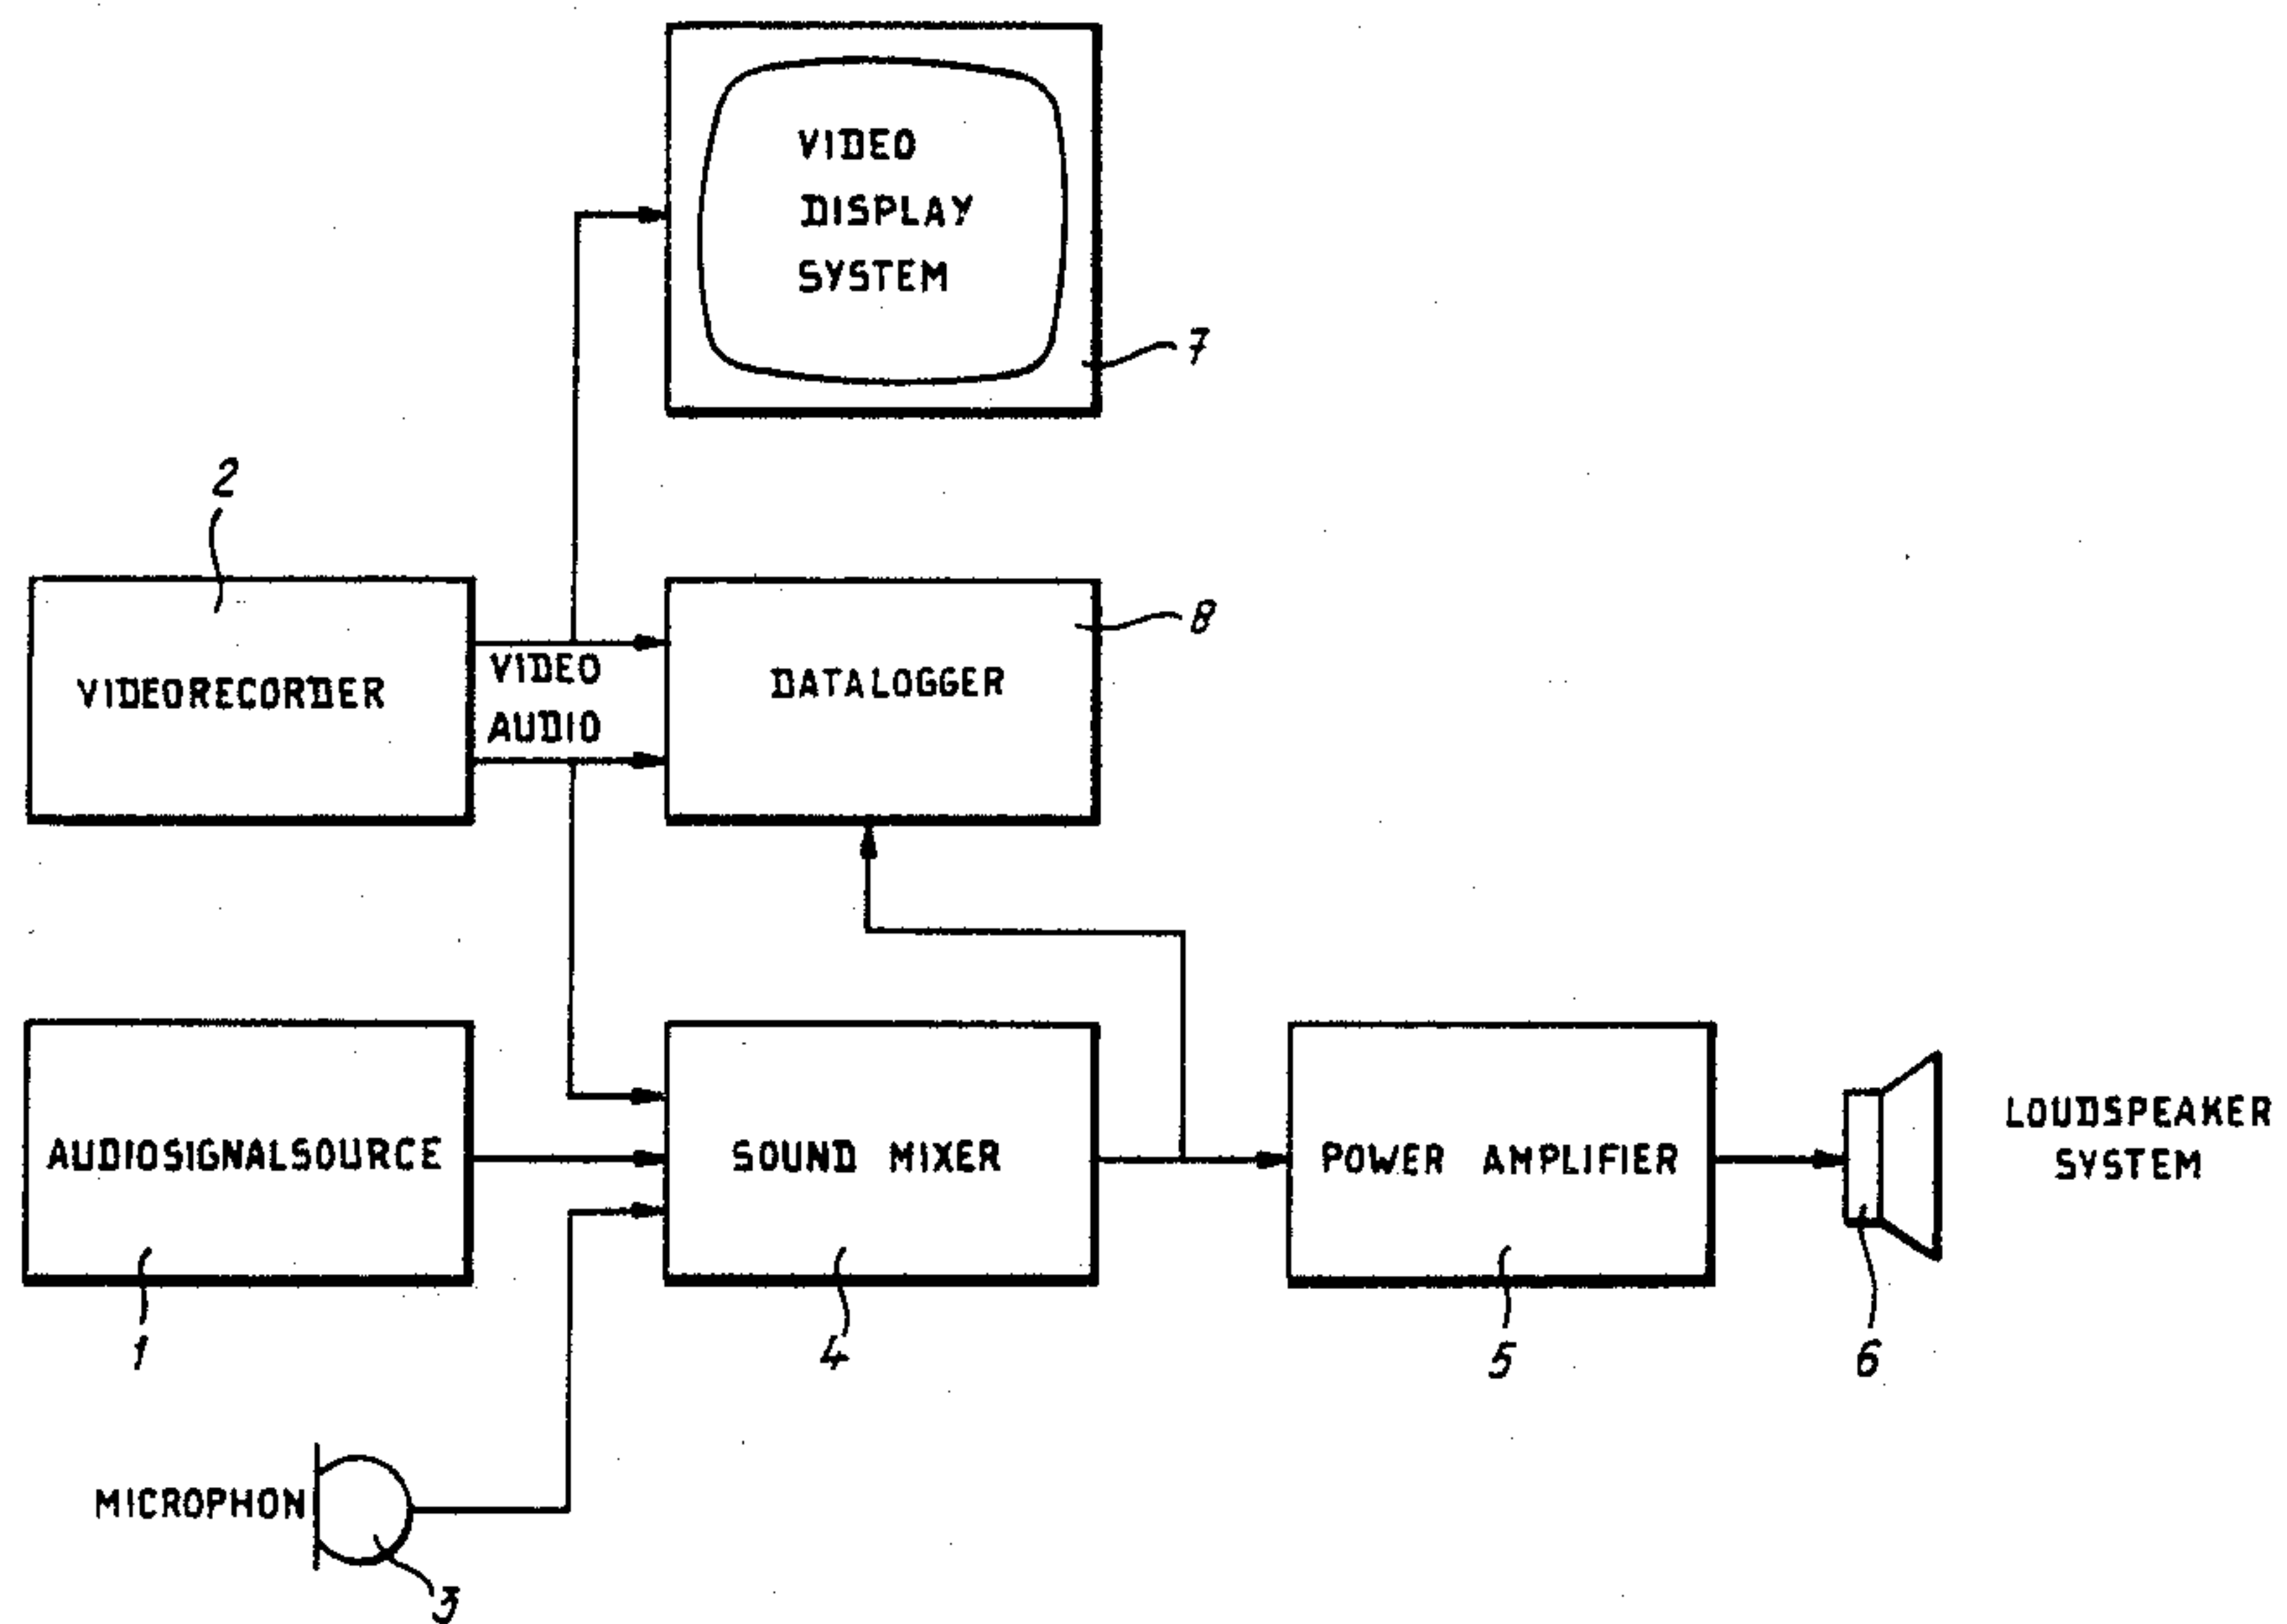 VIDEO
DISPLAY
SYSTEM
7
2
8
VIDEORECORDER
VIDEO
AUDIO
DATALOGGER
AUDIOSIGNALSOURCE
SOUND MIXER
POWER AMPLIFIER
LOUDSPEAKER
SYSTEM
1
4
5
6
MICROPHON
3